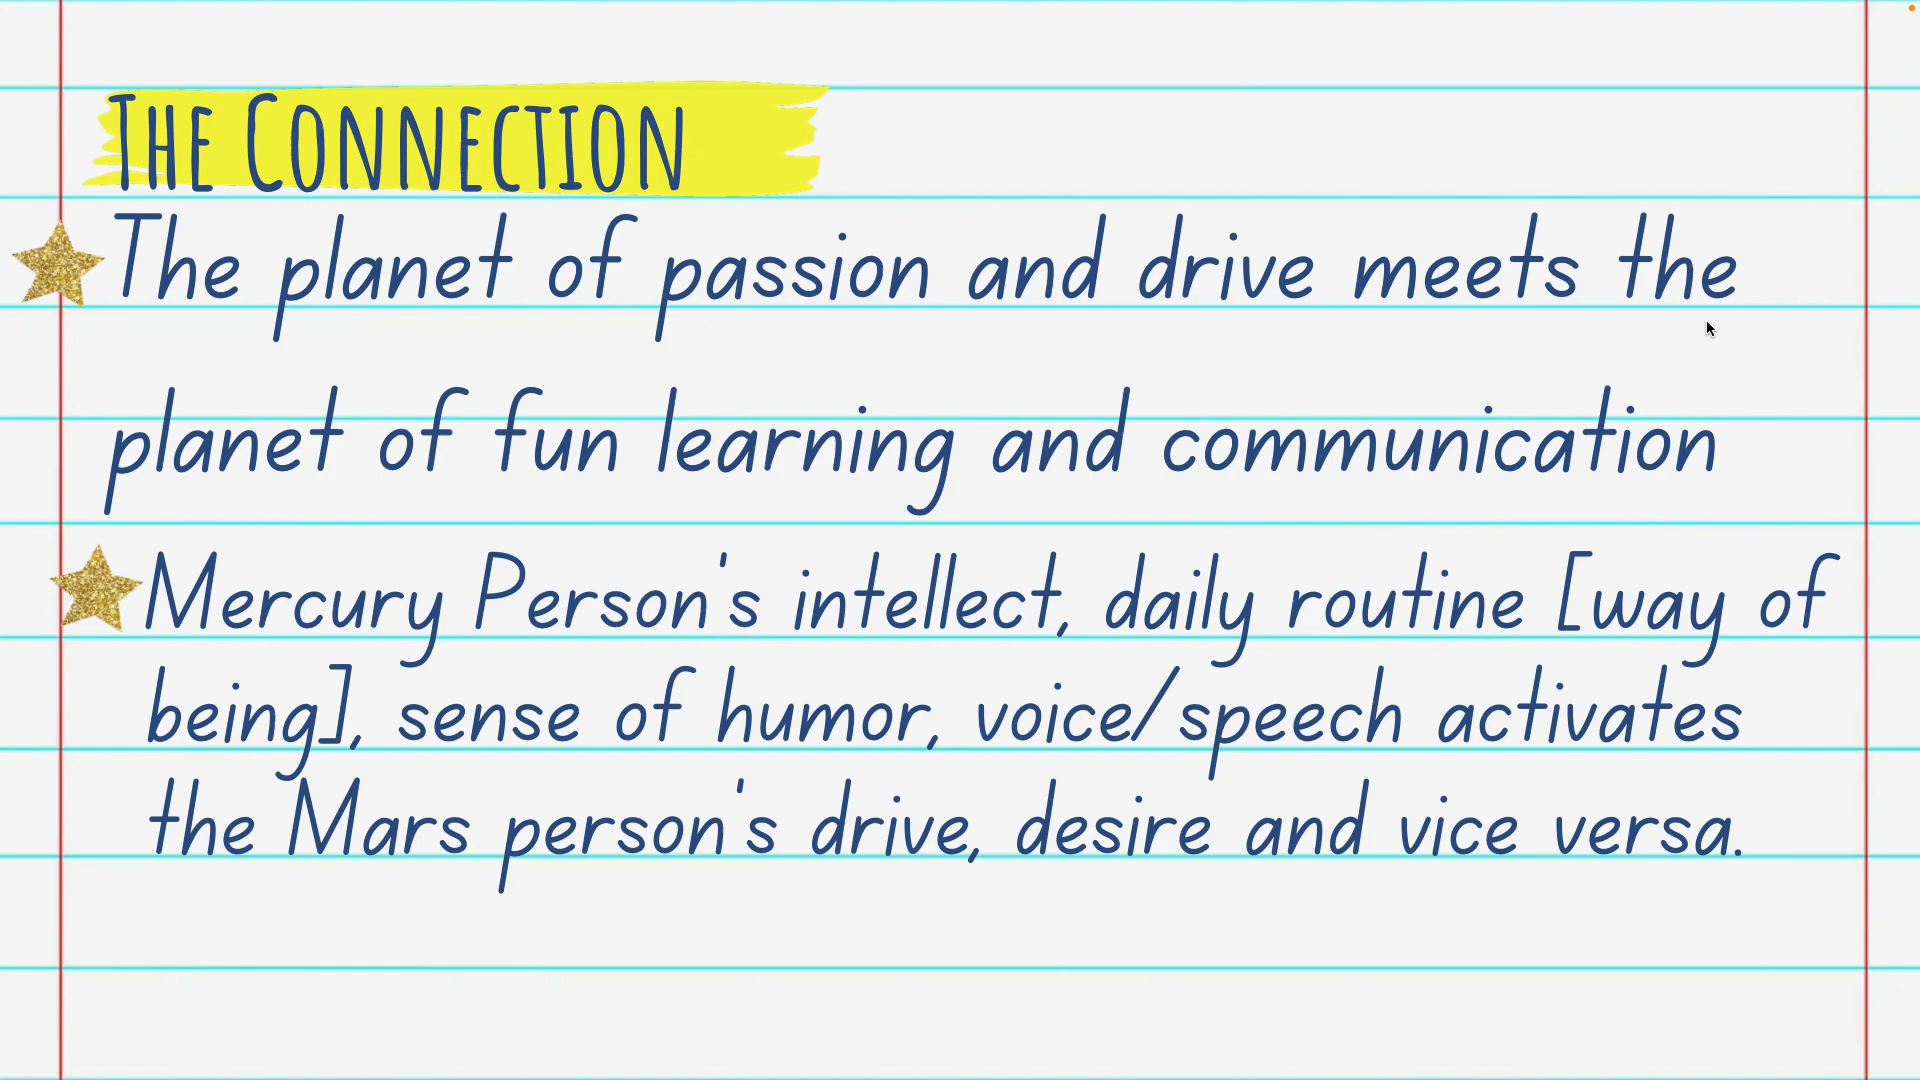 The Connection
The planet of passion and drive meets the
planet of fun learning and communication
Mercury Person's intellect, daily routine [way of
being], sense of humor, voice/speech activates
the Mars person's drive, desire and vice versa.